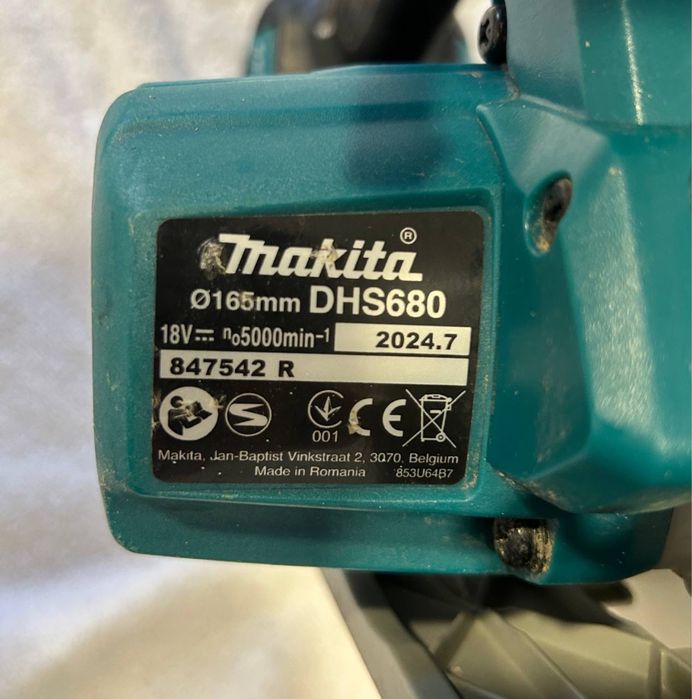 makita®
Ø165mm DHS680
18V⎓ n₀5000min-1 2024.7
847542 R
001 CE
Makita, Jan-Baptist Vinkstraat 2, 3070, Belgium
Made in Romania 853U64B7